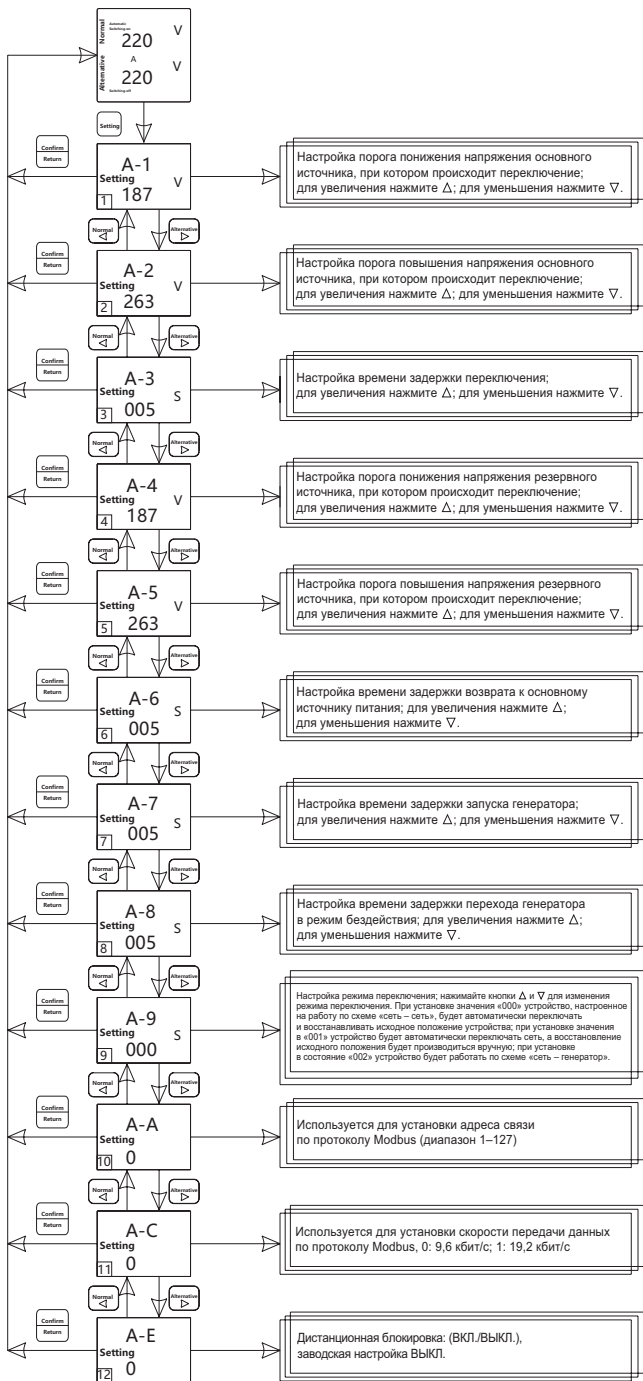 Normal
Automatic
Switching on
220 V
A
Alternative
220 V
Switching off
Setting
Confirm
Return
A-1
Setting
1 187 V
Настройка порога понижения напряжения основного
источника, при котором происходит переключение;
для увеличения нажмите △; для уменьшения нажмите ▽.
Normal
◁
Alternative
▷
Confirm
Return
A-2
Setting
2 263 V
Настройка порога повышения напряжения основного
источника, при котором происходит переключение;
для увеличения нажмите △; для уменьшения нажмите ▽.
Normal
◁
Alternative
▷
Confirm
Return
A-3
Setting
3 005 S
Настройка времени задержки переключения;
для увеличения нажмите △; для уменьшения нажмите ▽.
Normal
◁
Alternative
▷
Confirm
Return
A-4
Setting
4 187 V
Настройка порога понижения напряжения резервного
источника, при котором происходит переключение;
для увеличения нажмите △; для уменьшения нажмите ▽.
Normal
◁
Alternative
▷
Confirm
Return
A-5
Setting
5 263 V
Настройка порога повышения напряжения резервного
источника, при котором происходит переключение;
для увеличения нажмите △; для уменьшения нажмите ▽.
Normal
◁
Alternative
▷
Confirm
Return
A-6
Setting
6 005 S
Настройка времени задержки возврата к основному
источнику питания; для увеличения нажмите △;
для уменьшения нажмите ▽.
Normal
◁
Alternative
▷
Confirm
Return
A-7
Setting
7 005 S
Настройка времени задержки запуска генератора;
для увеличения нажмите △; для уменьшения нажмите ▽.
Normal
◁
Alternative
▷
Confirm
Return
A-8
Setting
8 005 S
Настройка времени задержки перехода генератора
в режим бездействия; для увеличения нажмите △;
для уменьшения нажмите ▽.
Normal
◁
Alternative
▷
Confirm
Return
A-9
Setting
9 000 S
Настройка режима переключения; нажимайте кнопки △ и ▽ для изменения
режима переключения. При установке значения «000» устройство, настроенное
на работу по схеме «сеть – сеть», будет автоматически переключать
и восстанавливать исходное положение устройства; при установке значения
в «001» устройство будет автоматически переключать сеть, а восстановление
исходного положения будет производиться вручную; при установке
в состояние «002» устройство будет работать по схеме «сеть – генератор».
Normal
◁
Alternative
▷
Confirm
Return
A-A
Setting
10 0
Используется для установки адреса связи
по протоколу Modbus (диапазон 1–127)
Normal
◁
Alternative
▷
Confirm
Return
A-C
Setting
11 0
Используется для установки скорости передачи данных
по протоколу Modbus, 0: 9,6 кбит/с; 1: 19,2 кбит/с
Normal
◁
Alternative
▷
Confirm
Return
A-E
Setting
12 0
Дистанционная блокировка: (ВКЛ./ВЫКЛ.),
заводская настройка ВЫКЛ.